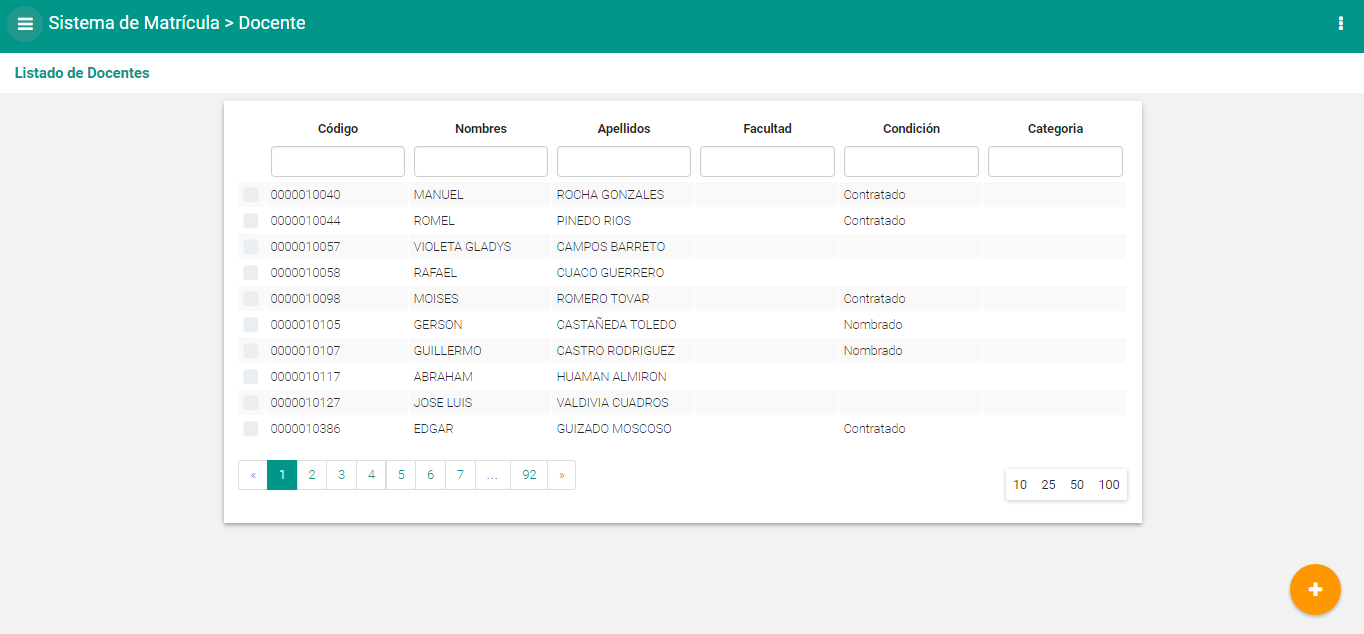 Sistema de Matrícula > Docente
Listado de Docentes
Código Nombres Apellidos Facultad Condición Categoria
0000010040 MANUEL ROCHA GONZALES Contratado
0000010044 ROMEL PINEDO RIOS Contratado
0000010057 VIOLETA GLADYS CAMPOS BARRETO
0000010058 RAFAEL CUACO GUERRERO
0000010098 MOISES ROMERO TOVAR Contratado
0000010105 GERSON CASTAÑEDA TOLEDO Nombrado
0000010107 GUILLERMO CASTRO RODRIGUEZ Nombrado
0000010117 ABRAHAM HUAMAN ALMIRON
0000010127 JOSE LUIS VALDIVIA CUADROS
0000010386 EDGAR GUIZADO MOSCOSO Contratado
« 1 2 3 4 5 6 7 ... 92 »
10 25 50 100